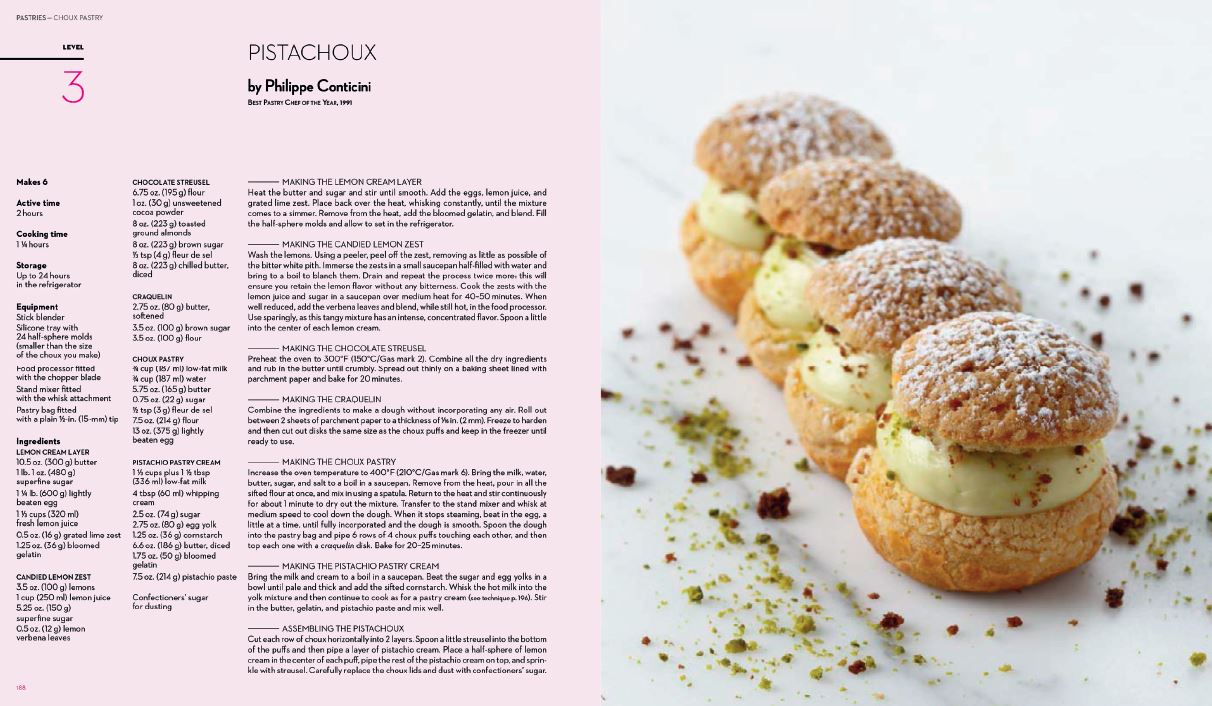 PASTRIES — CHOUX PASTRY
LEVEL
3
PISTACHOUX
by Philippe Conticini
BEST PASTRY CHEF OF THE YEAR, 1991
Makes 6
Active time
2 hours
Cooking time
1 ¼ hours
Storage
Up to 24 hours
in the refrigerator
Equipment
Stick blender
Silicone tray with
24 half-sphere molds
(smaller than the size
of the choux you make)
Food processor fitted
with the chopper blade
Stand mixer fitted
with the whisk attachment
Pastry bag fitted
with a plain ½-in. (15-mm) tip
Ingredients
LEMON CREAM LAYER
10.5 oz. (300 g) butter
1 lb. 1 oz. (480 g)
superfine sugar
1 ¼ lb. (600 g) lightly
beaten egg
1 ⅓ cups (320 ml)
fresh lemon juice
0.5 oz. (16 g) grated lime zest
1.25 oz. (36 g) bloomed
gelatin
CANDIED LEMON ZEST
3.5 oz. (100 g) lemons
1 cup (250 ml) lemon juice
5.25 oz. (150 g)
superfine sugar
0.5 oz. (12 g) lemon
verbena leaves
CHOCOLATE STREUSEL
6.75 oz. (195 g) flour
1 oz. (30 g) unsweetened
cocoa powder
8 oz. (223 g) toasted
ground almonds
8 oz. (223 g) brown sugar
tsp (4 g) fleur de sel
8 oz. (223 g) chilled butter,
diced
CRAQUELIN
2.75 oz. (80 g) butter,
softened
3.5 oz. (100 g) brown sugar
3.5 oz. (100 g) flour
CHOUX PASTRY
¾ cup (187 ml) low-fat milk
¾ cup (187 ml) water
5.75 oz. (165 g) butter
0.75 oz. (22 g) sugar
½ tsp (3 g) fleur de sel
7.5 oz. (214 g) flour
13 oz. (375 g) lightly
beaten egg
PISTACHIO PASTRY CREAM
1 ⅓ cups plus 1 ½ tbsp
(336 ml) low-fat milk
4 tbsp (60 ml) whipping
cream
2.5 oz. (74 g) sugar
2.75 oz. (80 g) egg yolk
1.25 oz. (36 g) cornstarch
6.6 oz. (186 g) butter, diced
1.75 oz. (50 g) bloomed
gelatin
7.5 oz. (214 g) pistachio paste
Confectioners' sugar
for dusting
MAKING THE LEMON CREAM LAYER
Heat the butter and sugar and stir until smooth. Add the eggs, lemon juice, and
grated lime zest. Place back over the heat, whisking constantly, until the mixture
comes to a simmer. Remove from the heat, add the bloomed gelatin, and blend. Fill
the half-sphere molds and allow to set in the refrigerator.
MAKING THE CANDIED LEMON ZEST
Wash the lemons. Using a peeler, peel off the zest, removing as little as possible of
the bitter white pith. Immerse the zests in a small saucepan half-filled with water and
bring to a boil to blanch them. Drain and repeat the process twice more: this will
ensure you retain the lemon flavor without any bitterness. Cook the zests with the
lemon juice and sugar in a saucepan over medium heat for 40–50 minutes. When
well reduced, add the verbena leaves and blend, while still hot, in the food processor.
Use sparingly, as this tangy mixture has an intense, concentrated flavor. Spoon a little
into the center of each lemon cream.
MAKING THE CHOCOLATE STREUSEL
Preheat the oven to 300°F (150°C/Gas mark 2). Combine all the dry ingredients
and rub in the butter until crumbly. Spread out thinly on a baking sheet lined with
parchment paper and bake for 20 minutes.
MAKING THE CRAQUELIN
Combine the ingredients to make a dough without incorporating any air. Roll out
between 2 sheets of parchment paper to a thickness of ¹⁄₁₆ in. (2 mm). Freeze to harden
and then cut out disks the same size as the choux puffs and keep in the freezer until
ready to use.
MAKING THE CHOUX PASTRY
Increase the oven temperature to 400°F (210°C/Gas mark 6). Bring the milk, water,
butter, sugar, and salt to a boil in a saucepan. Remove from the heat, pour in all the
sifted flour at once, and mix in using a spatula. Return to the heat and stir continuously
for about 1 minute to dry out the mixture. Transfer to the stand mixer and whisk at
medium speed to cool down the dough. When it stops steaming, beat in the egg, a
little at a time, until fully incorporated and the dough is smooth. Spoon the dough
into the pastry bag and pipe 6 rows of 4 choux puffs touching each other, and then
top each one with a craquelin disk. Bake for 20–25 minutes.
MAKING THE PISTACHIO PASTRY CREAM
Bring the milk and cream to a boil in a saucepan. Beat the sugar and egg yolks in a
bowl until pale and thick and add the sifted cornstarch. Whisk the hot milk into the
yolk mixture and then continue to cook as for a pastry cream (see technique p. 196). Stir
in the butter, gelatin, and pistachio paste and mix well.
ASSEMBLING THE PISTACHOUX
Cut each row of choux horizontally into 2 layers. Spoon a little streusel into the bottom
of the puffs and then pipe a layer of pistachio cream. Place a half-sphere of lemon
cream in the center of each puff, pipe the rest of the pistachio cream on top, and sprin-
kle with streusel. Carefully replace the choux lids and dust with confectioners' sugar.
188